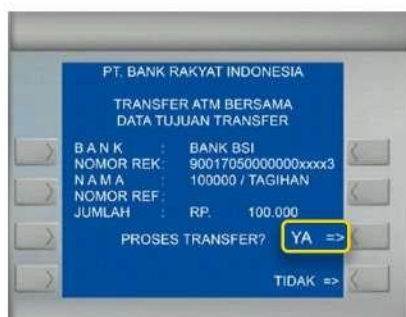 PT. BANK RAKYAT INDONESIA
TRANSFER ATM BERSAMA
DATA TUJUAN TRANSFER
BANK : BANK BSI
NOMOR REK: 90017050000000xxxx3
NAMA : 100000 / TAGIHAN
NOMOR REF:
JUMLAH : RP. 100.000
PROSES TRANSFER? YA =>
TIDAK =>